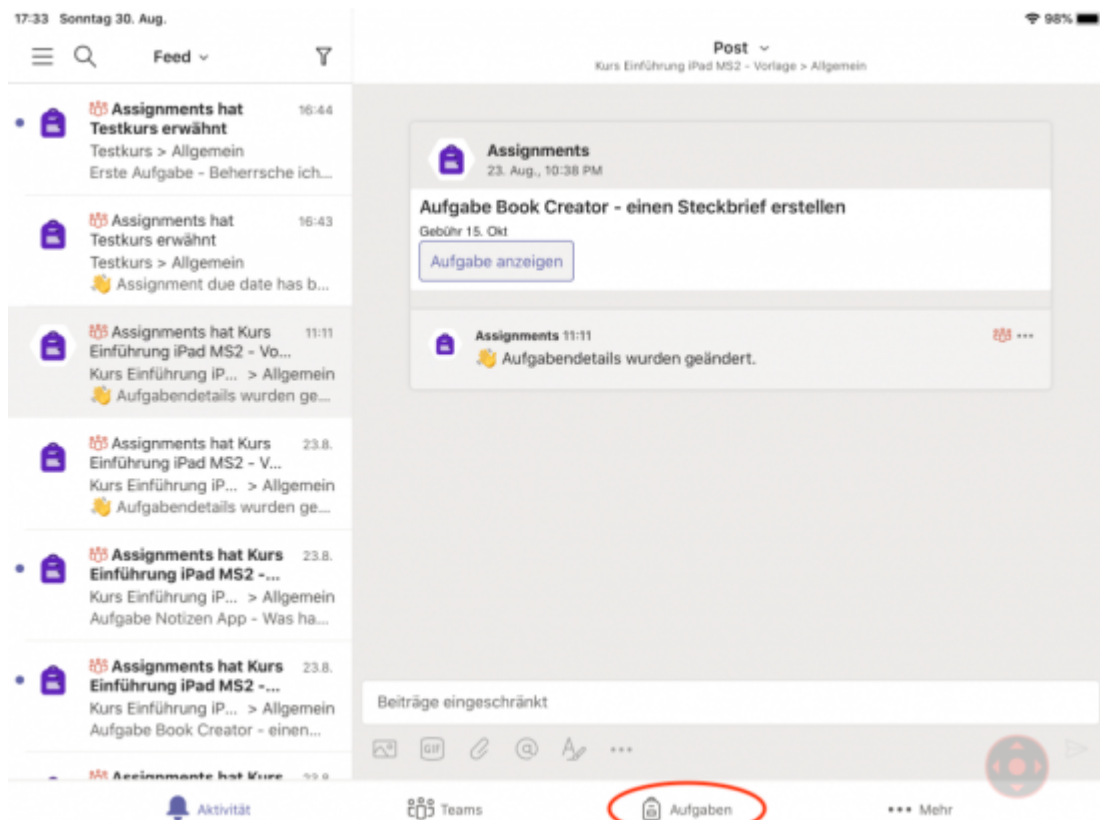 17:33 Sonntag 30. Aug.
98%
Feed
Assignments hat
16:44
Testkurs erwähnt
Testkurs > Allgemein
Erste Aufgabe - Beherrsche ich...
Assignments hat
16:43
Testkurs erwähnt
Testkurs > Allgemein
👋 Assignment due date has b...
Assignments hat Kurs
11:11
Einführung iPad MS2 - Vo...
Kurs Einführung iP... > Allgemein
👋 Aufgabendetails wurden ge...
Assignments hat Kurs
23.8.
Einführung iPad MS2 - V...
Kurs Einführung iP... > Allgemein
👋 Aufgabendetails wurden ge...
Assignments hat Kurs
23.8.
Einführung iPad MS2 -...
Kurs Einführung iP... > Allgemein
Aufgabe Notizen App - Was ha...
Assignments hat Kurs
23.8.
Einführung iPad MS2 -...
Kurs Einführung iP... > Allgemein
Aufgabe Book Creator - einen...
Assignments hat Kurs
23.8.
Post
Kurs Einführung iPad MS2 - Vorlage > Allgemein
Assignments
23. Aug., 10:38 PM
Aufgabe Book Creator - einen Steckbrief erstellen
Gebühr 15. Okt
Aufgabe anzeigen
Assignments 11:11
👋 Aufgabendetails wurden geändert.
Beiträge eingeschränkt
GIF
Aktivität
Teams
Aufgaben
Mehr